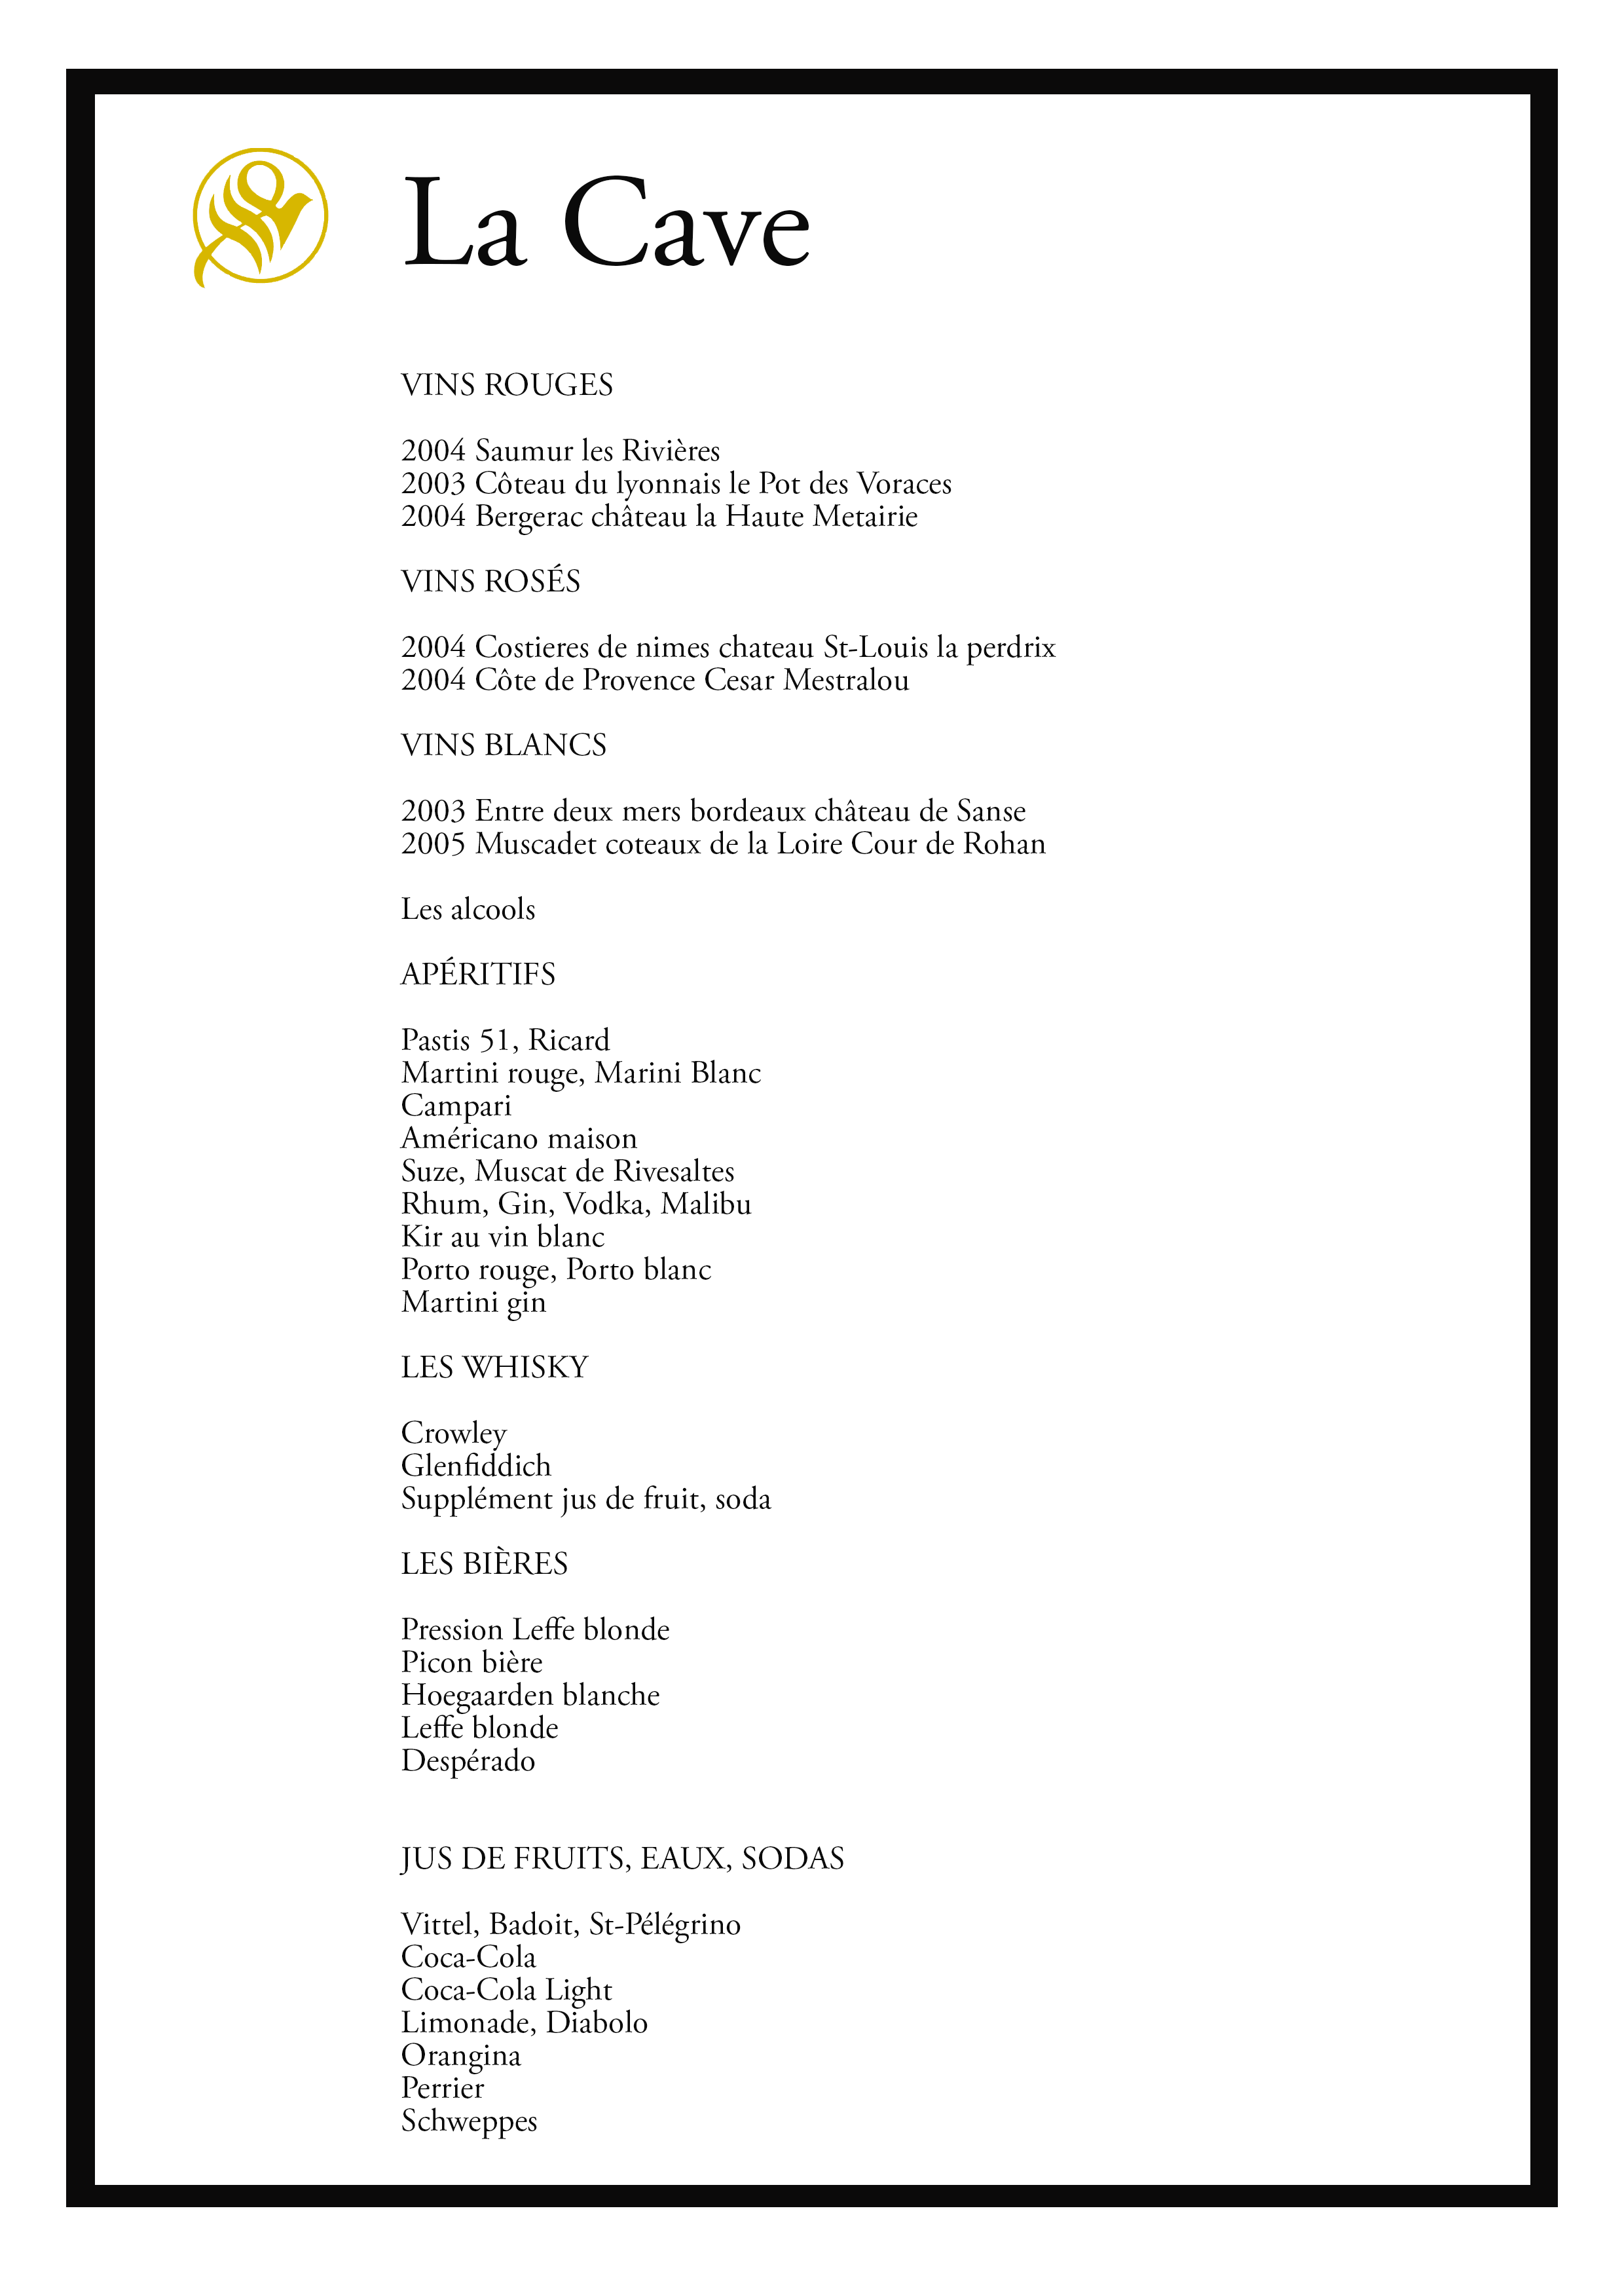 La Cave
VINS ROUGES
2004 Saumur les Rivières
2003 Côteau du lyonnais le Pot des Voraces
2004 Bergerac château la Haute Metairie
VINS ROSÉS
2004 Costieres de nimes chateau St-Louis la perdrix
2004 Côte de Provence Cesar Mestralou
VINS BLANCS
2003 Entre deux mers bordeaux château de Sanse
2005 Muscadet coteaux de la Loire Cour de Rohan
Les alcools
APÉRITIFS
Pastis 51, Ricard
Martini rouge, Marini Blanc
Campari
Américano maison
Suze, Muscat de Rivesaltes
Rhum, Gin, Vodka, Malibu
Kir au vin blanc
Porto rouge, Porto blanc
Martini gin
LES WHISKY
Crowley
Glenfiddich
Supplément jus de fruit, soda
LES BIÈRES
Pression Leffe blonde
Picon bière
Hoegaarden blanche
Leffe blonde
Despérado
JUS DE FRUITS, EAUX, SODAS
Vittel, Badoit, St-Pélégrino
Coca-Cola
Coca-Cola Light
Limonade, Diabolo
Orangina
Perrier
Schweppes